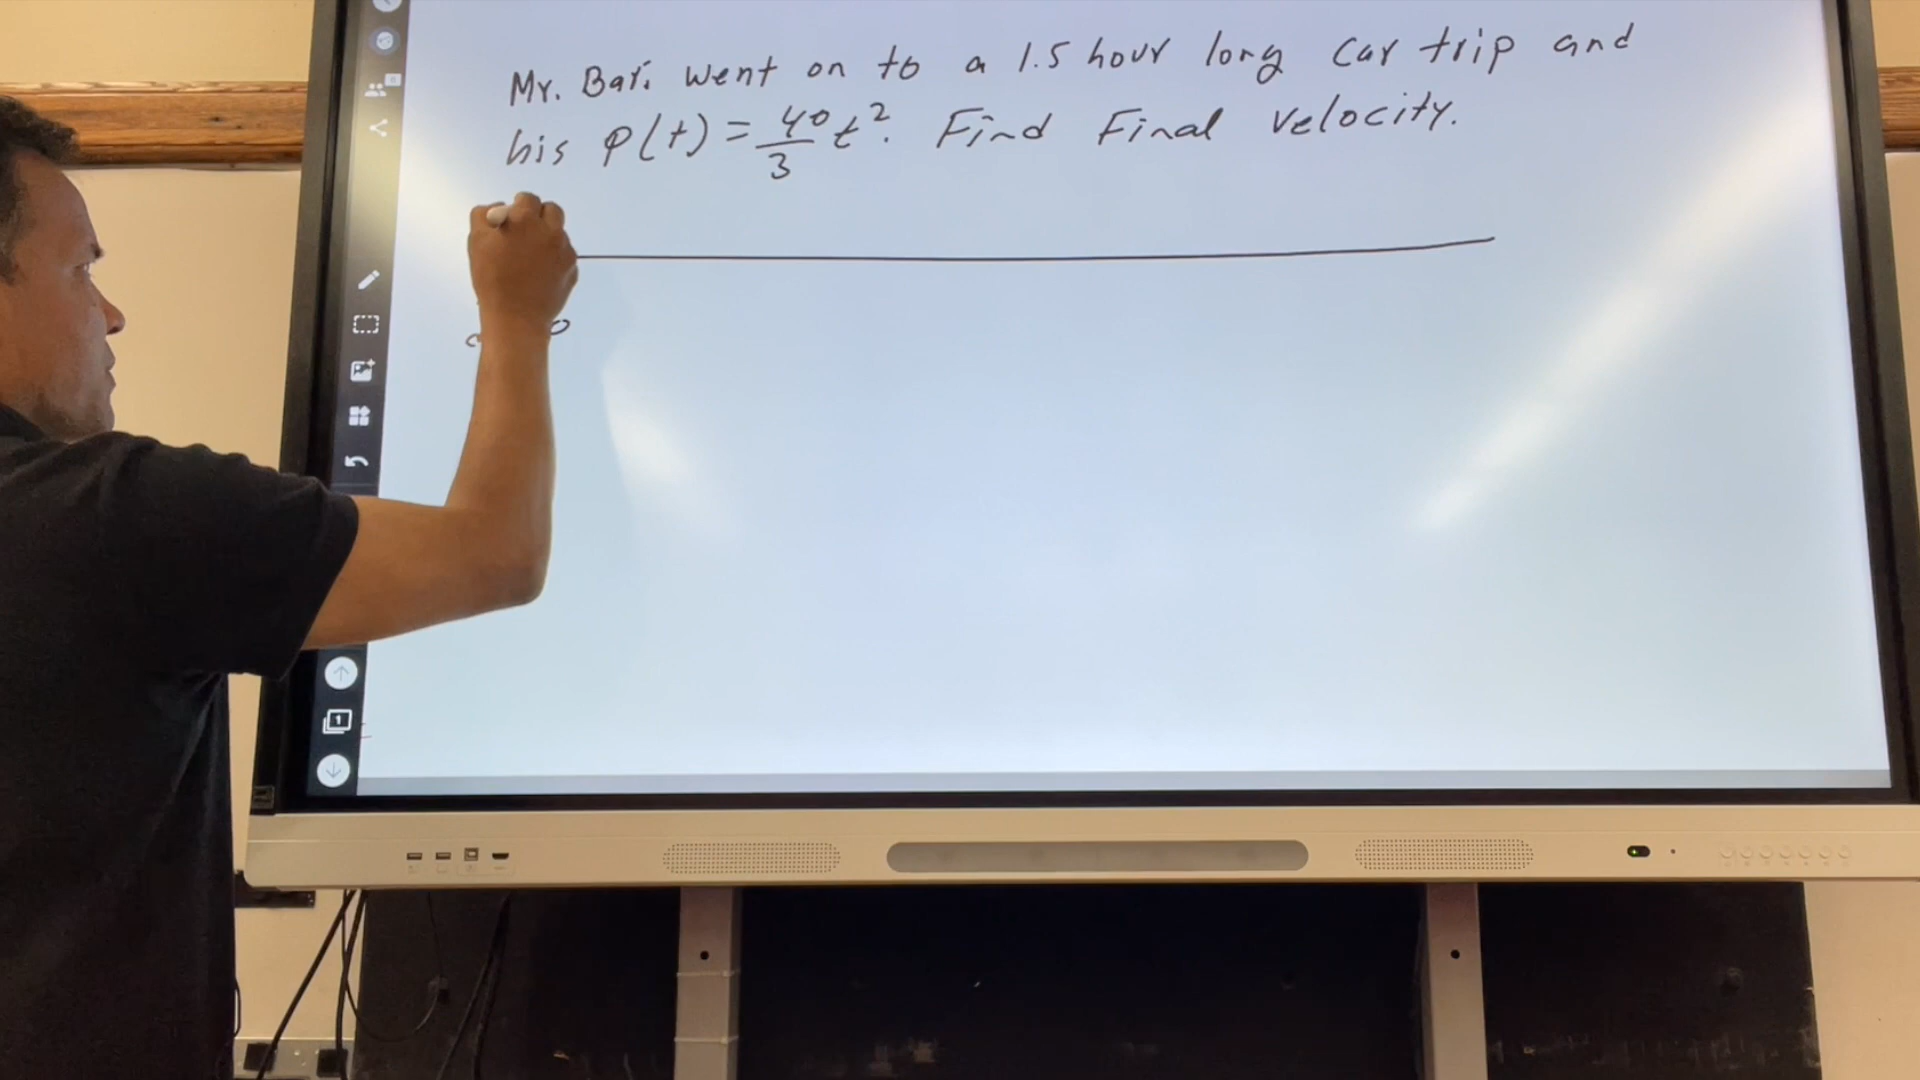 Mr. Bari went on to a 1.5 hour long car trip and
his P(t) = 40/3 t². Find Final velocity.
1